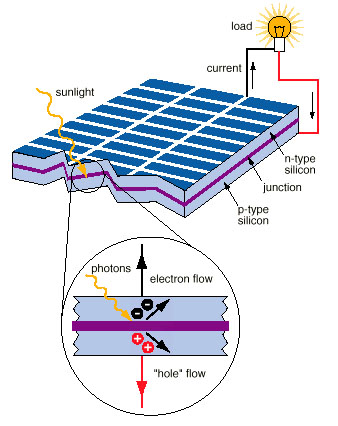 load
current
sunlight
n-type
silicon
junction
p-type
silicon
photons
electron flow
"hole" flow